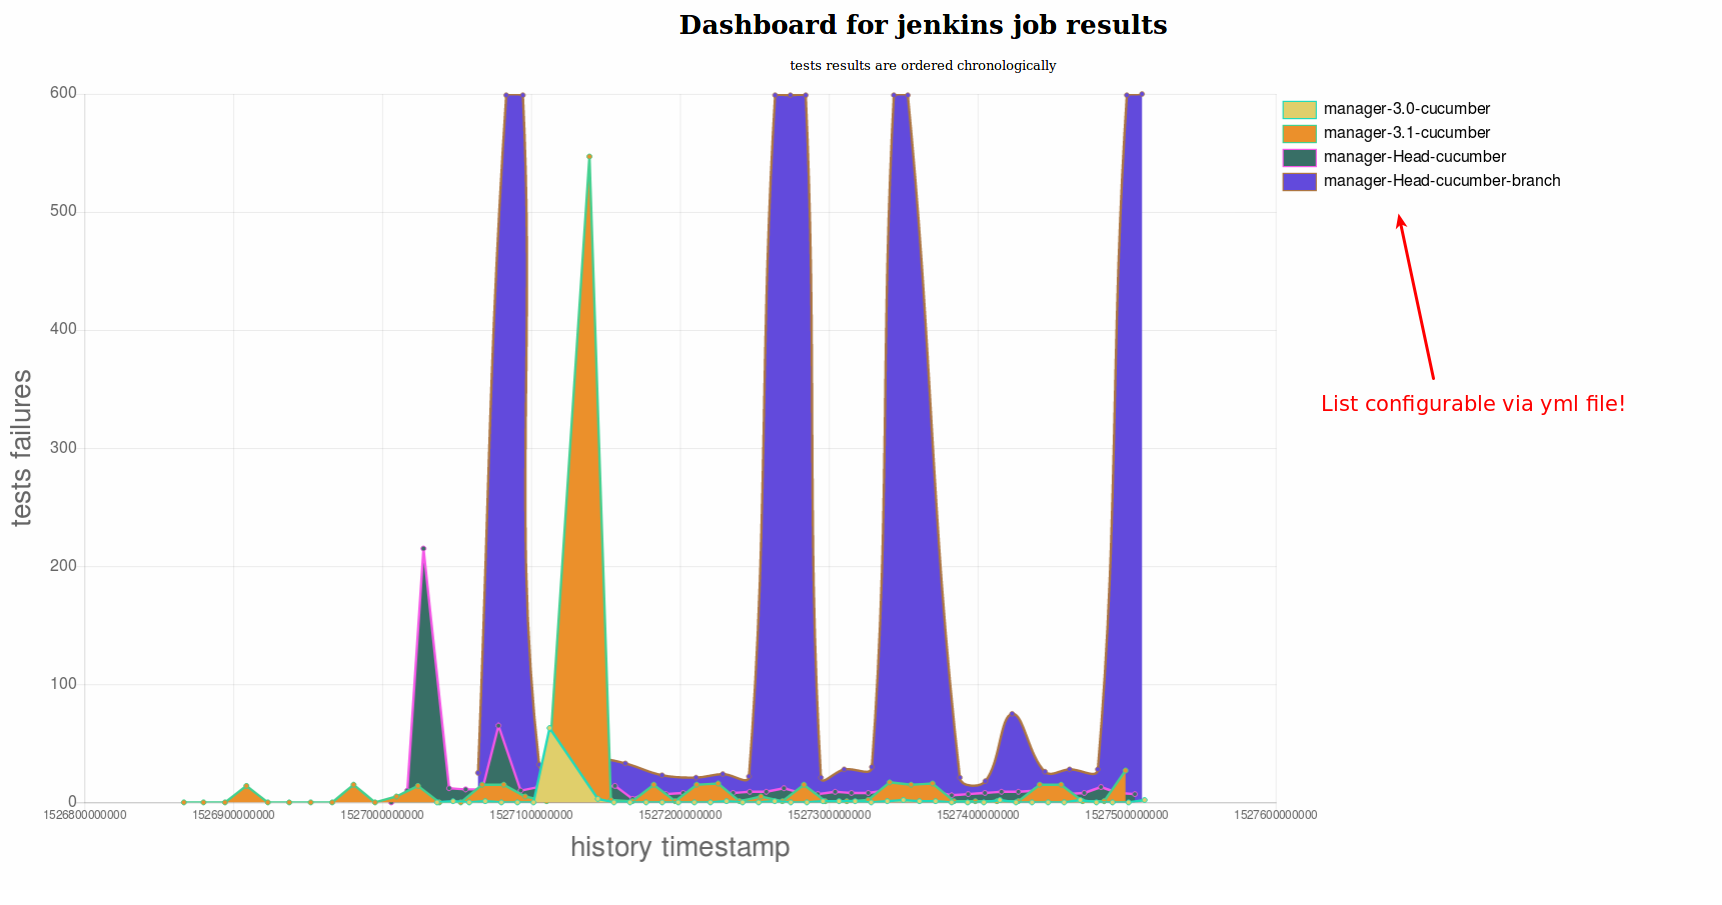 Dashboard for jenkins job results
tests results are ordered chronologically
600
500
400
300
200
100
0
tests failures
1526800000000
1526900000000
1527000000000
1527100000000
1527200000000
1527300000000
1527400000000
1527500000000
1527600000000
history timestamp
manager-3.0-cucumber
manager-3.1-cucumber
manager-Head-cucumber
manager-Head-cucumber-branch
List configurable via yml file!